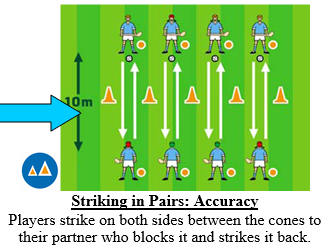 10m
Striking in Pairs: Accuracy
Players strike on both sides between the cones to
their partner who blocks it and strikes it back.